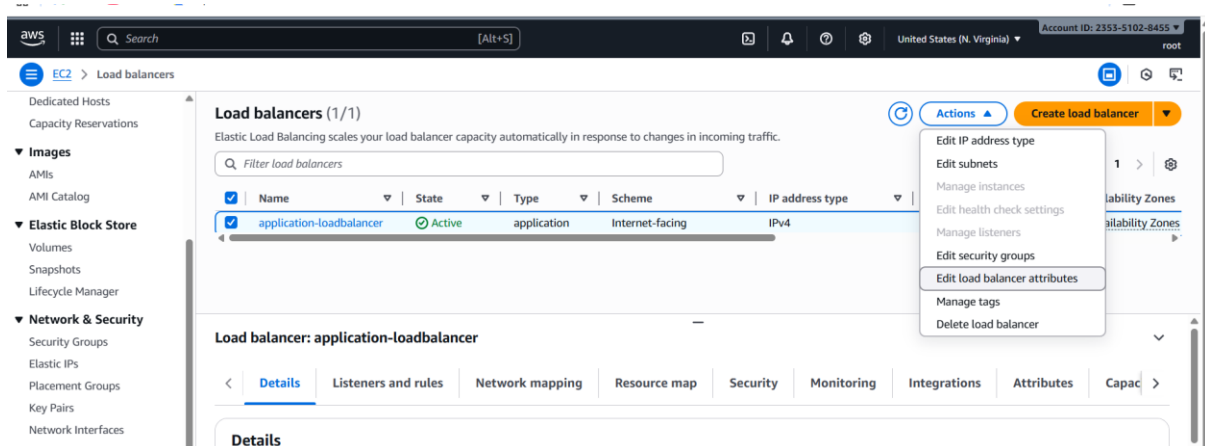 aws
Search
[Alt+S]
United States (N. Virginia) ▼
Account ID: 2353-5102-8455 ▼
root
EC2 > Load balancers
Dedicated Hosts
Capacity Reservations
▼ Images
AMIs
AMI Catalog
▼ Elastic Block Store
Volumes
Snapshots
Lifecycle Manager
▼ Network & Security
Security Groups
Elastic IPs
Placement Groups
Key Pairs
Network Interfaces
Load balancers (1/1)
Actions ▲
Create load balancer ▼
Elastic Load Balancing scales your load balancer capacity automatically in response to changes in incoming traffic.
Filter load balancers
1 >
Name State Type Scheme IP address type lability Zones
application-loadbalancer Active application Internet-facing IPv4 ailability Zones
Edit IP address type
Edit subnets
Manage instances
Edit health check settings
Manage listeners
Edit security groups
Edit load balancer attributes
Manage tags
Delete load balancer
Load balancer: application-loadbalancer
< Details Listeners and rules Network mapping Resource map Security Monitoring Integrations Attributes Capac >
Details